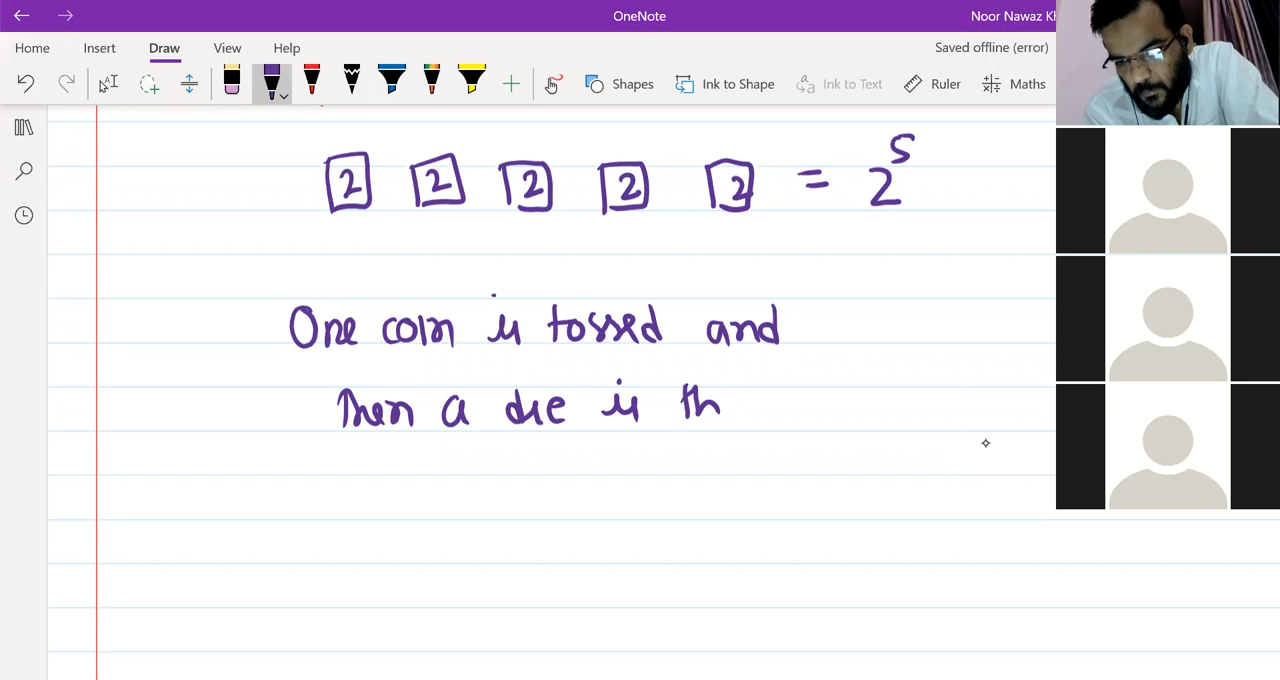 OneNote
Noor Nawaz Kh
Home Insert Draw View Help
Saved offline (error)
Shapes Ink to Shape Ink to Text Ruler Maths
2 2 2 2 2 = 2^5
One coin is tossed and
Then a die is th